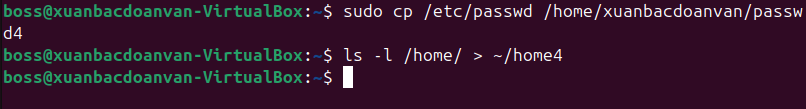 boss@xuanbacdoanvan-VirtualBox:~$ sudo cp /etc/passwd /home/xuanbacdoanvan/passw
d4
boss@xuanbacdoanvan-VirtualBox:~$ ls -l /home/ > ~/home4
boss@xuanbacdoanvan-VirtualBox:~$